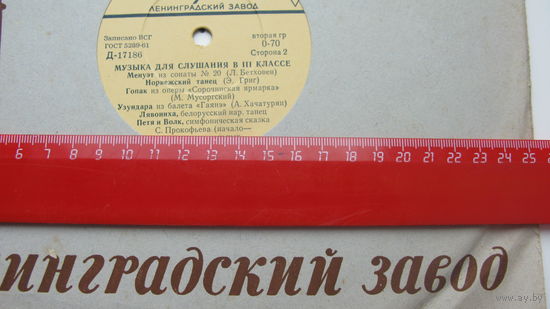 ЛЕНИНГРАДСКИЙ ЗАВОД
Записано ВСГ
ГОСТ 5289-61
Д-17186
вторая гр
0-70
Сторона 2
МУЗЫКА ДЛЯ СЛУШАНИЯ В III КЛАССЕ
Менуэт из сонаты № 20 (Л. Бетховен)
Норвежский танец (Э. Григ)
Гопак из оперы «Сорочинская ярмарка»
(М. Мусоргский)
Узундара из балета «Гаянэ» (А. Хачатурян)
Лявониха, белорусский нар. танец
Петя и Волк, симфоническая сказка
С. Прокофьева (начало—
6 7 8 9 10 11 12 13 14 15 16 17 18 19 20 21 22 23 24 25
инградский завод
www.ay.by